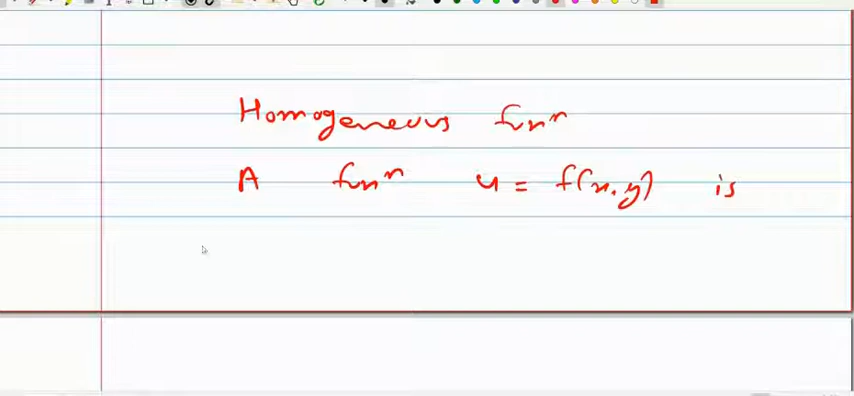 Homogeneous funⁿ
A funⁿ u = f(x, y) is